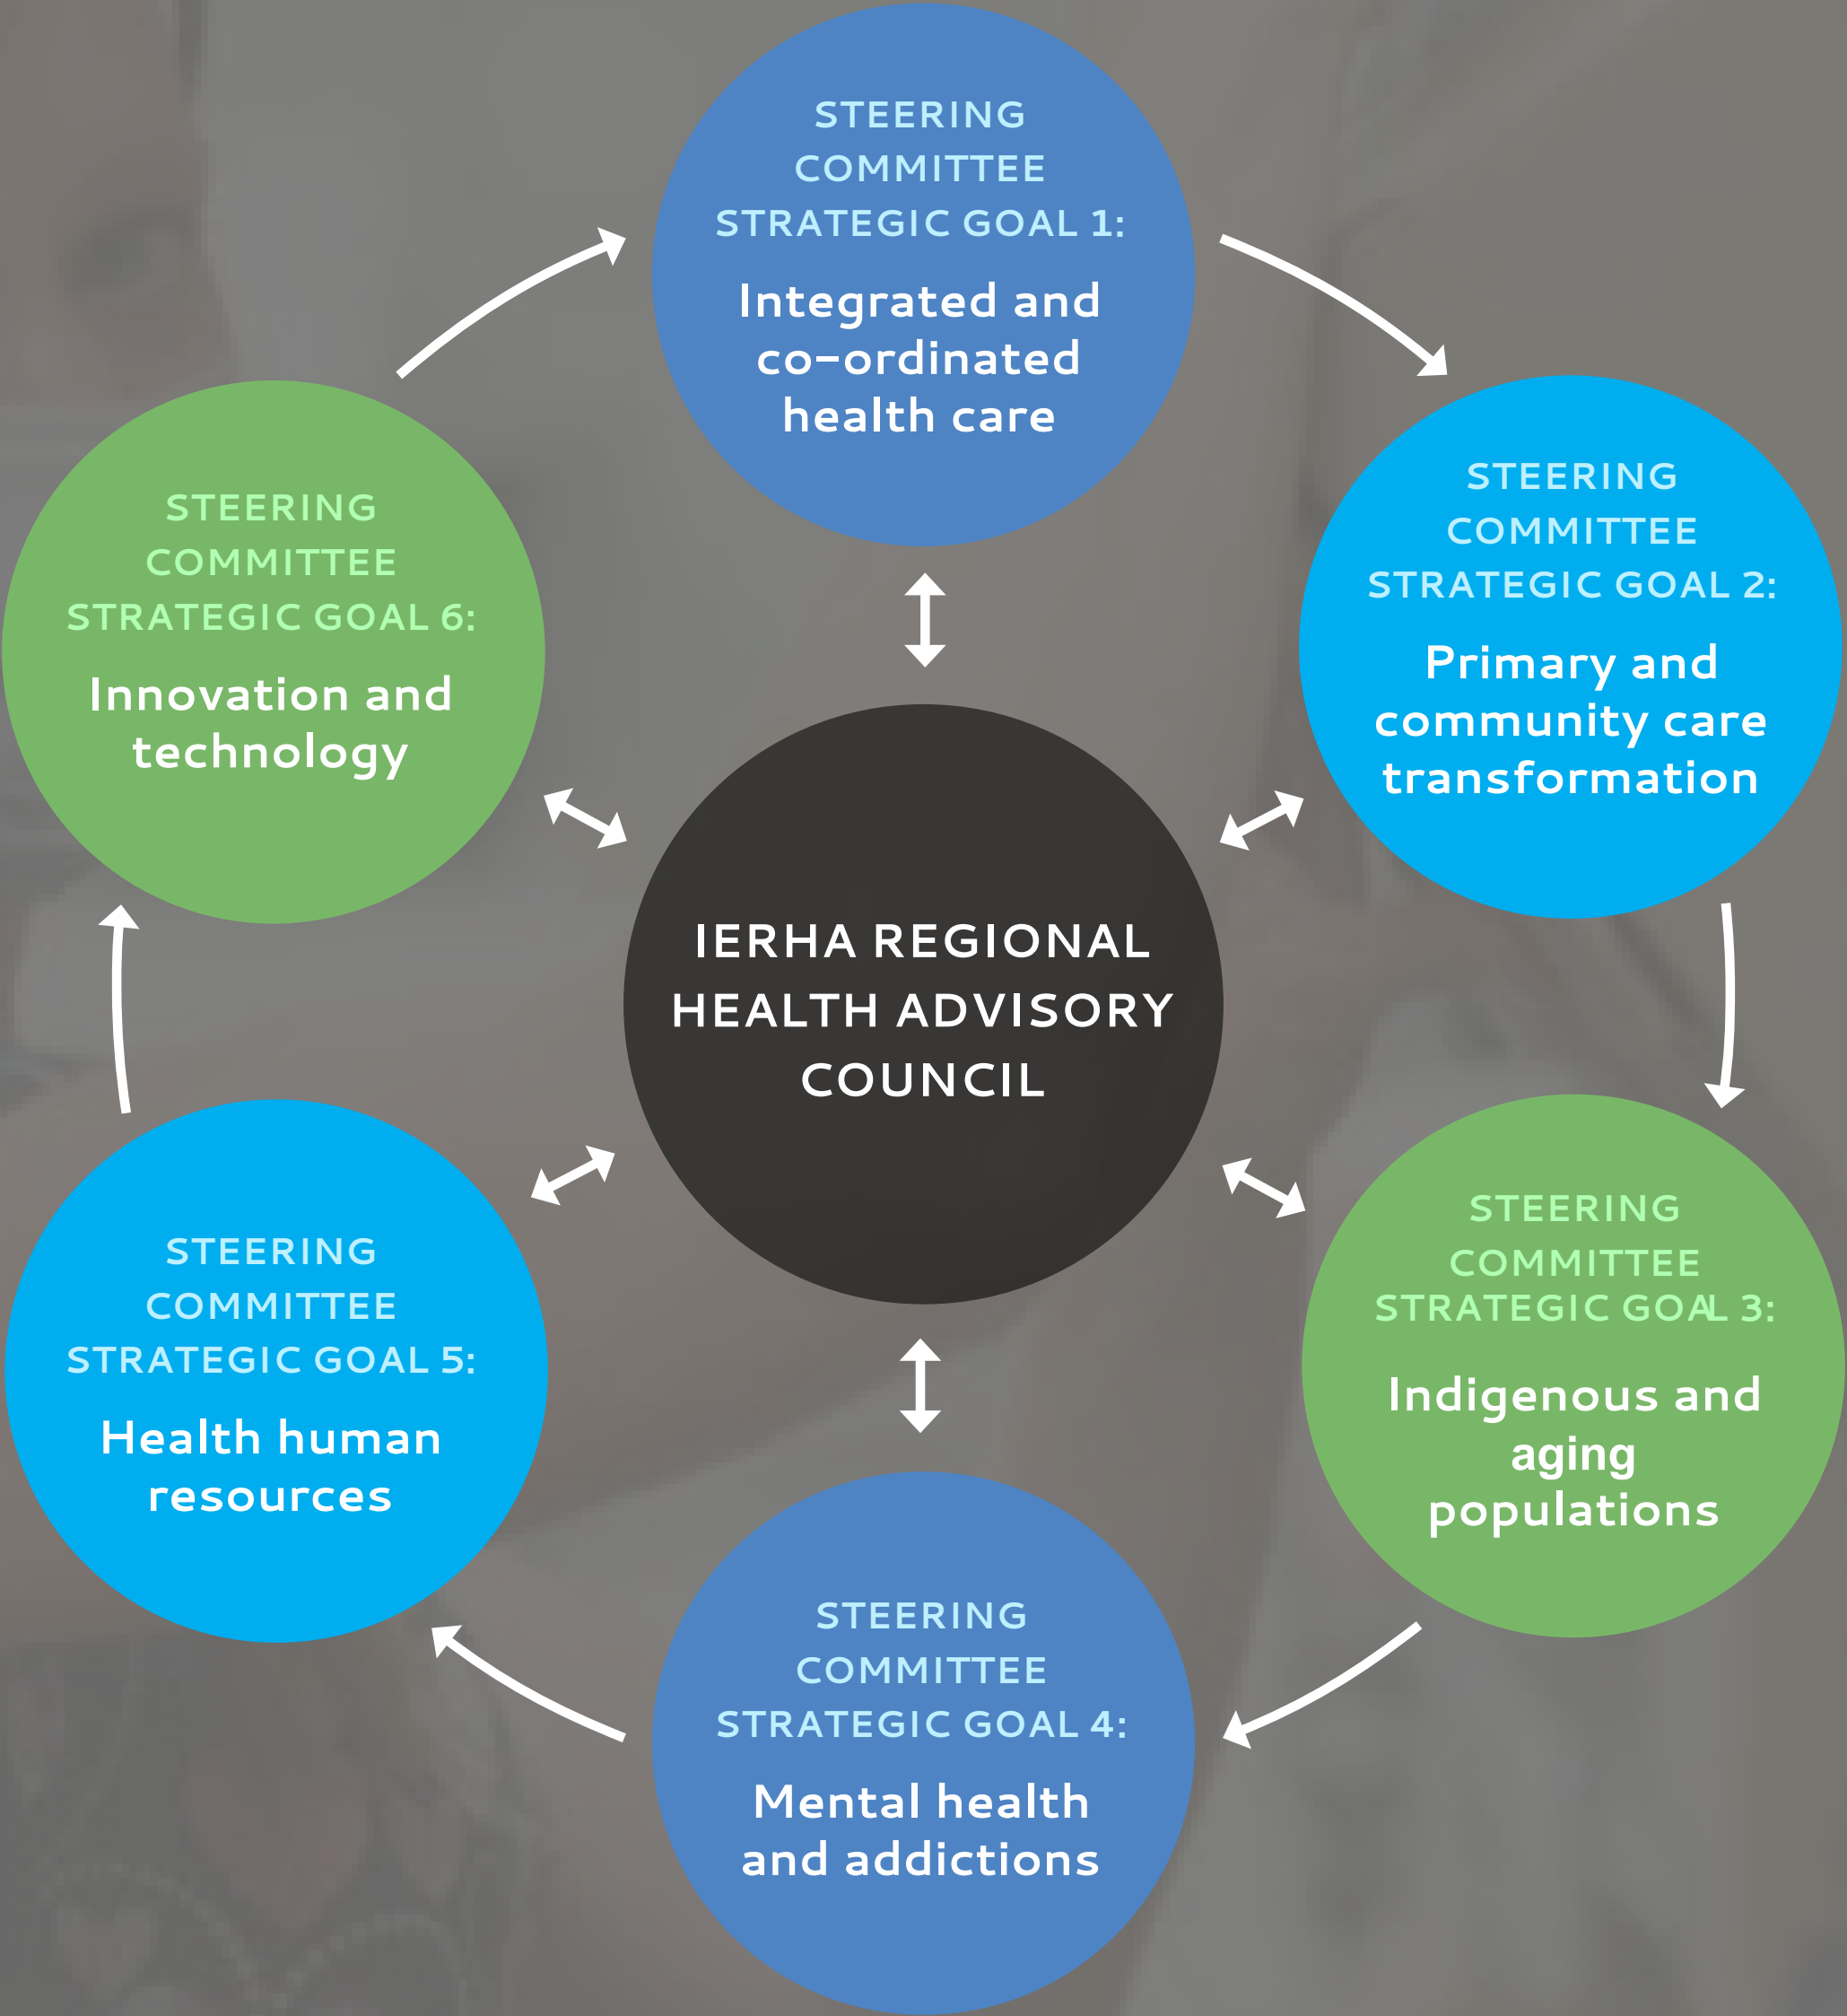 STEERING
COMMITTEE
STRATEGIC GOAL 1:
Integrated and
co-ordinated
health care
STEERING
COMMITTEE
STRATEGIC GOAL 2:
Primary and
community care
transformation
STEERING
COMMITTEE
STRATEGIC GOAL 3:
Indigenous and
aging
populations
STEERING
COMMITTEE
STRATEGIC GOAL 4:
Mental health
and addictions
STEERING
COMMITTEE
STRATEGIC GOAL 5:
Health human
resources
STEERING
COMMITTEE
STRATEGIC GOAL 6:
Innovation and
technology
IERHA REGIONAL
HEALTH ADVISORY
COUNCIL